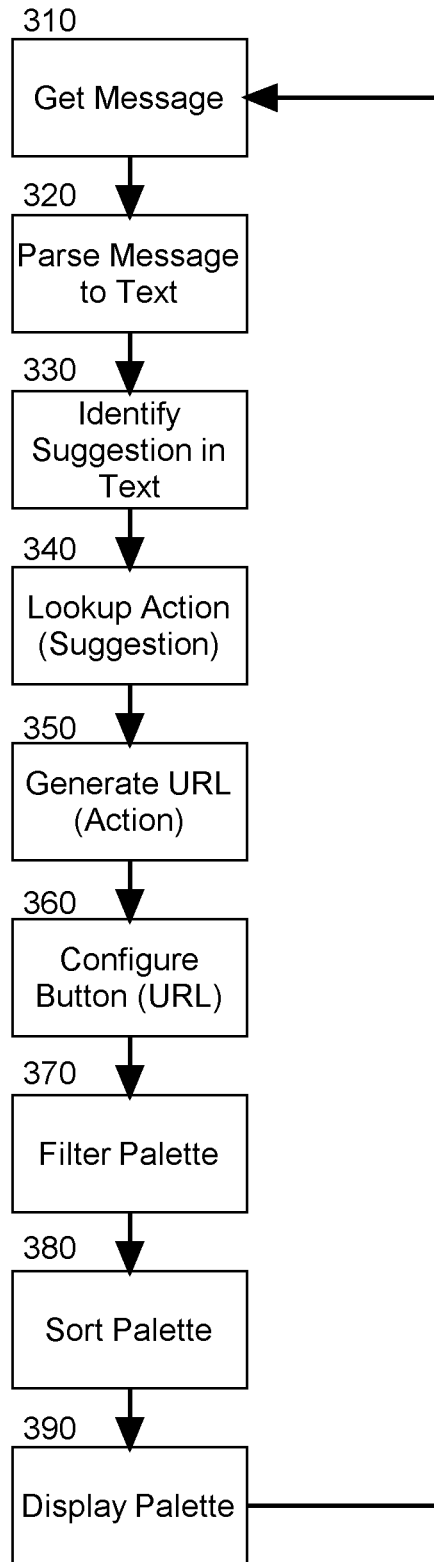 310
Get Message
320
Parse Message
to Text
330
Identify
Suggestion in
Text
340
Lookup Action
(Suggestion)
350
Generate URL
(Action)
360
Configure
Button (URL)
370
Filter Palette
380
Sort Palette
390
Display Palette